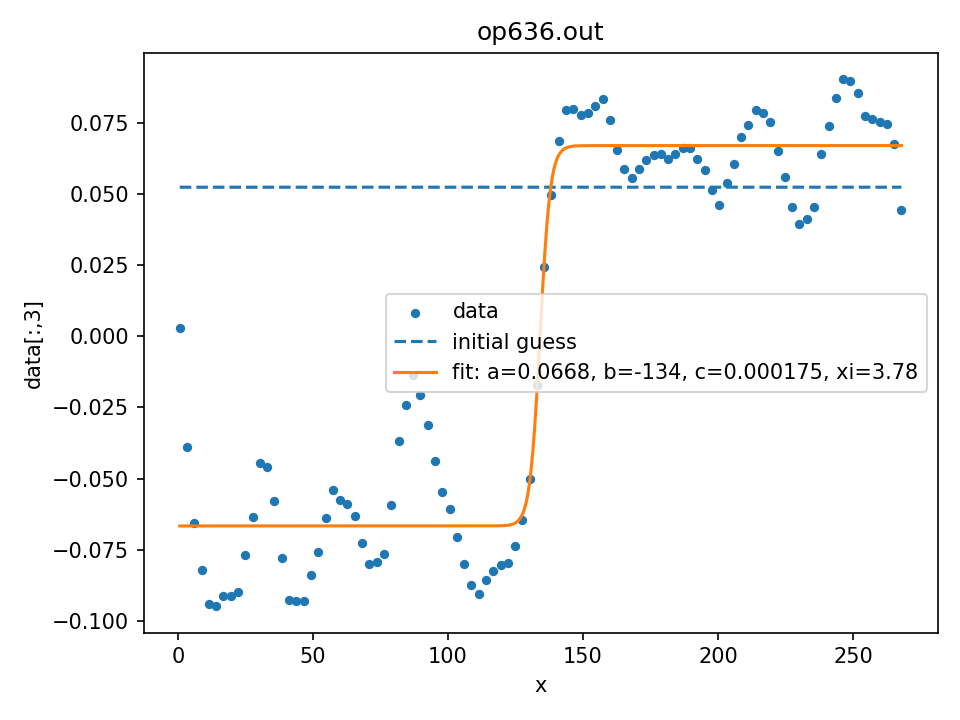 op636.out
0.075
0.050
0.025
0.000
−0.025
−0.050
−0.075
−0.100
data[:,3]
data
initial guess
fit: a=0.0668, b=-134, c=0.000175, xi=3.78
0
50
100
150
200
250
x